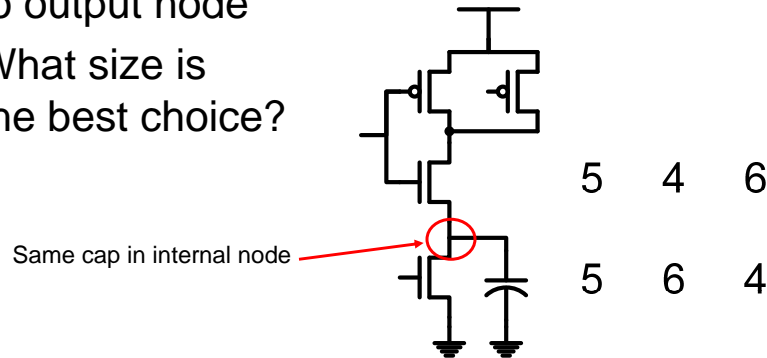 output node
What size is
he best choice?
5 4 6
Same cap in internal node
5 6 4